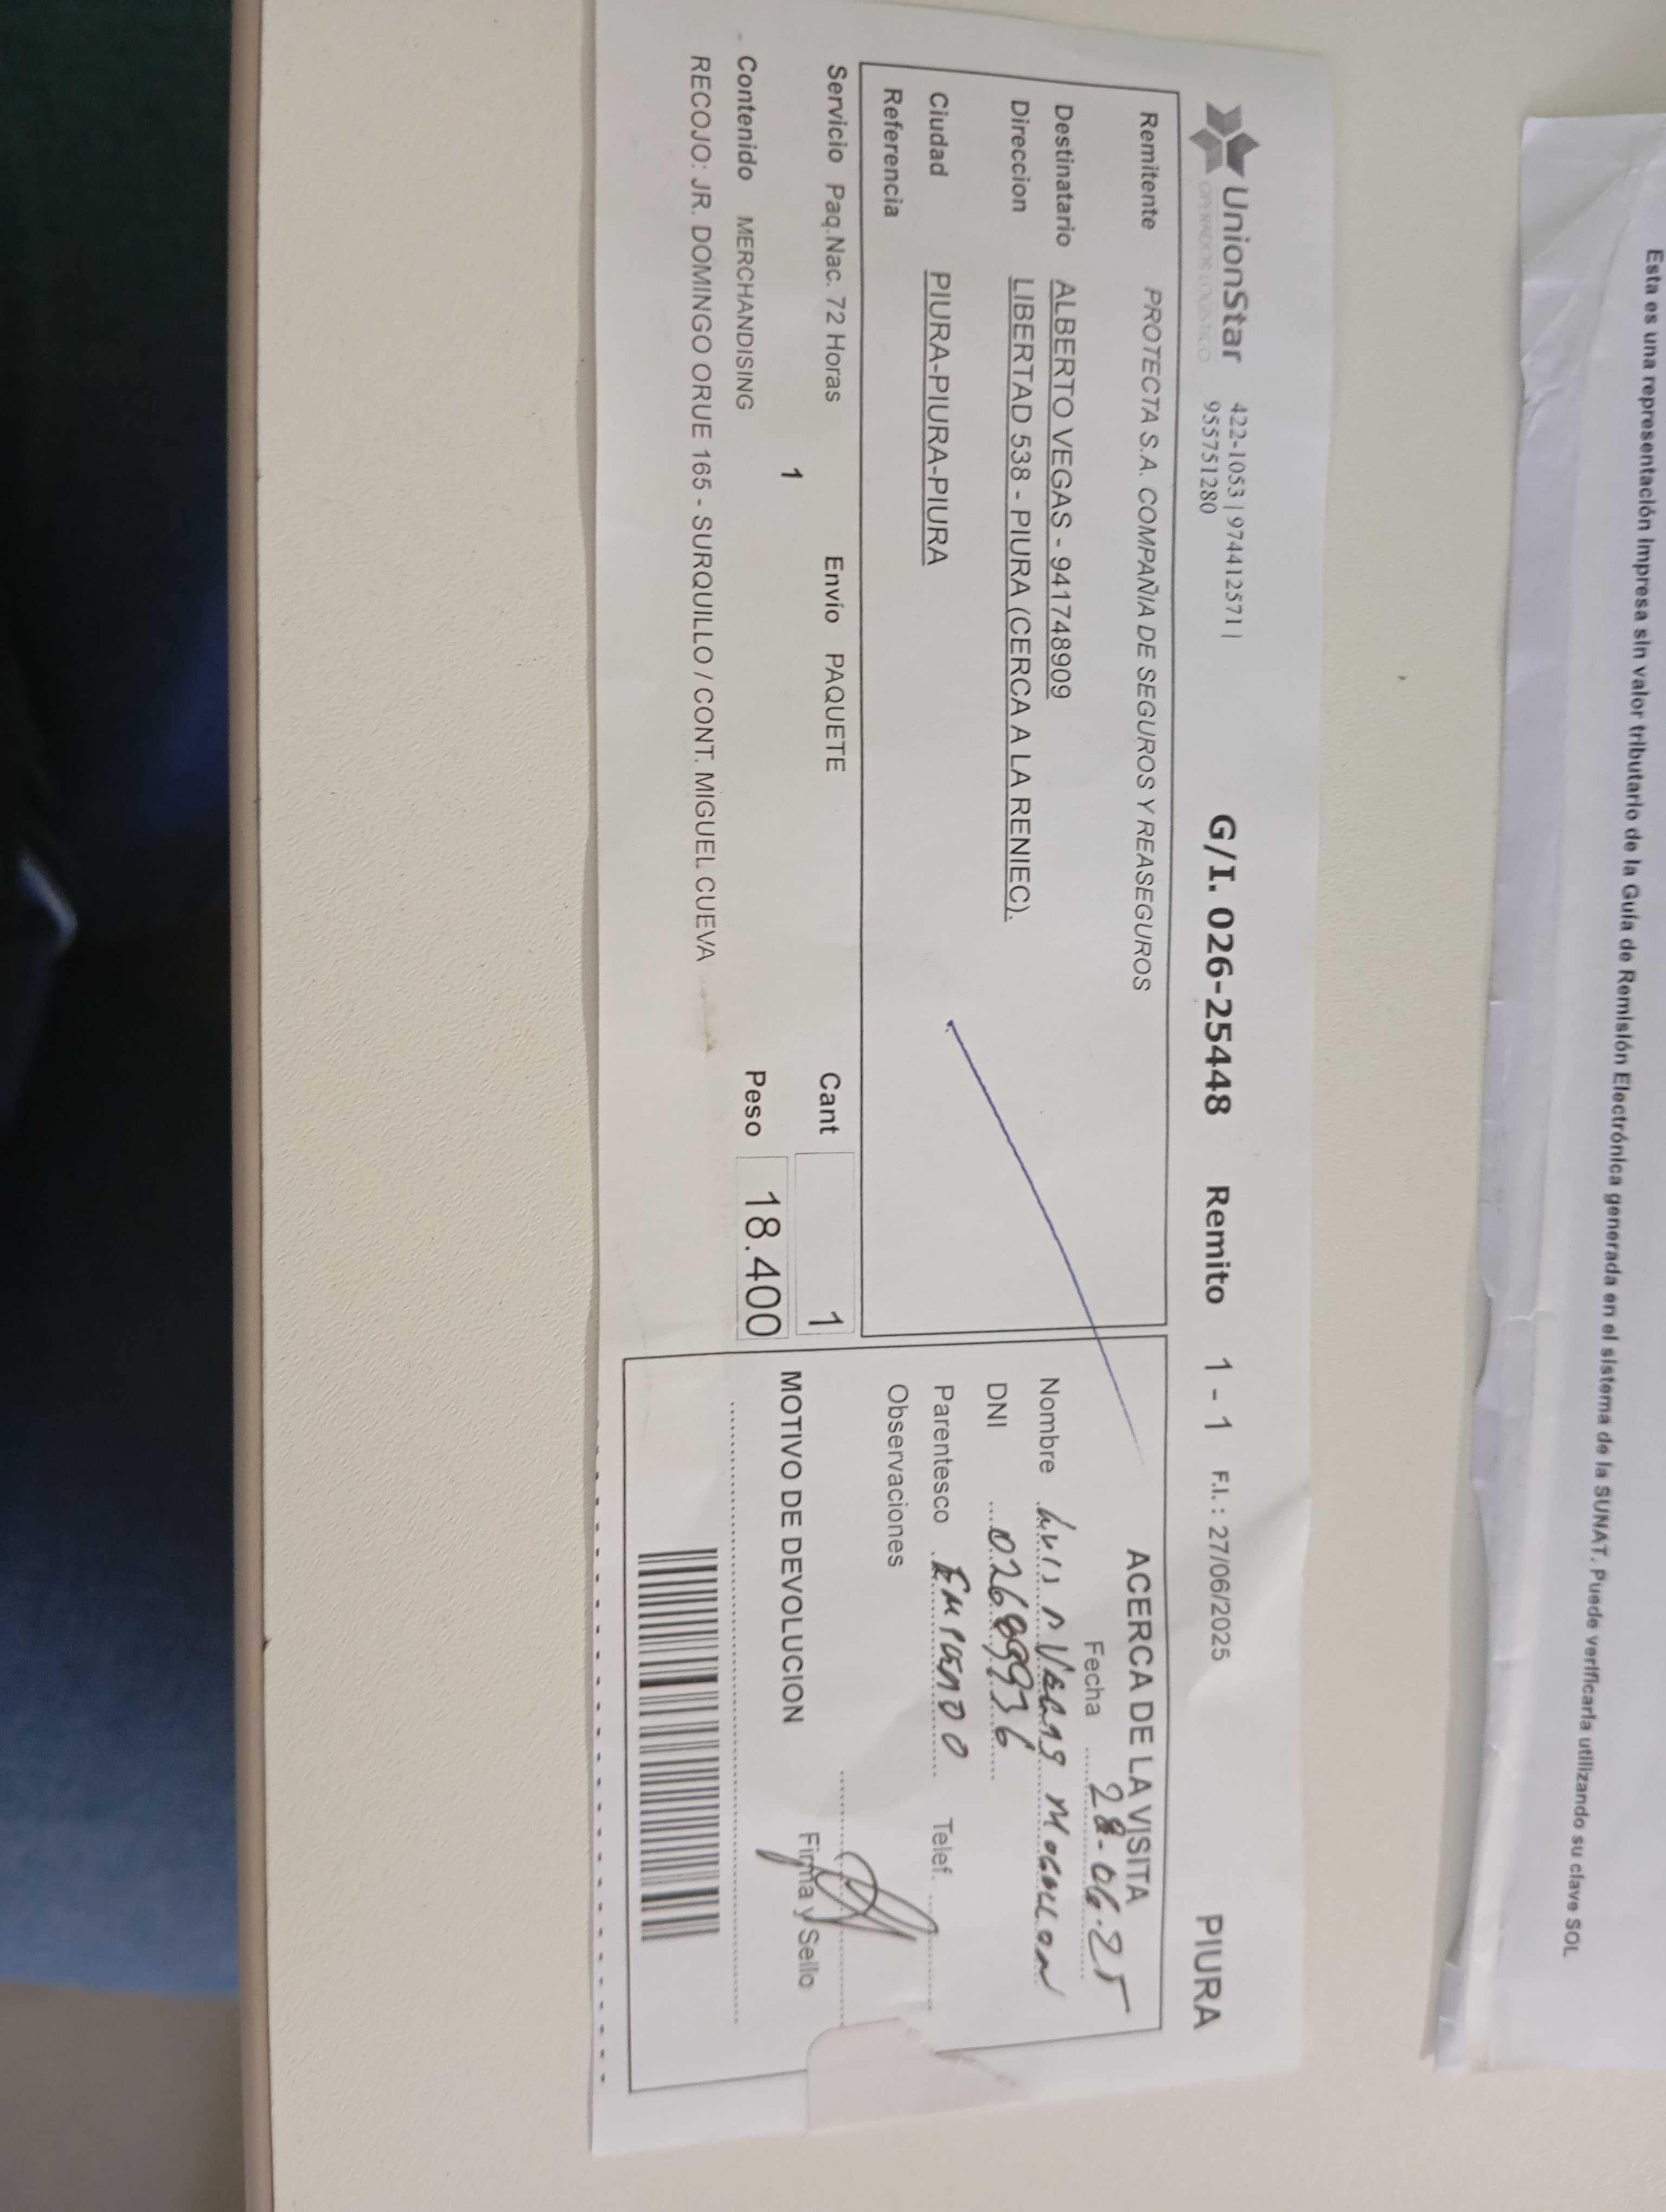 UnionStar
OPERADOR LOGISTICO
422-1053 | 974412571 |
955751280
G/I. 026-25448 Remito 1 - 1 F.I. : 27/06/2025 PIURA
Remitente PROTECTA S.A. COMPAÑIA DE SEGUROS Y REASEGUROS
Destinatario ALBERTO VEGAS - 941748909
Direccion LIBERTAD 538 - PIURA (CERCA A LA RENIEC).
Ciudad PIURA-PIURA-PIURA
Referencia
Servicio Paq.Nac. 72 Horas Envío PAQUETE Cant 1
1
Contenido MERCHANDISING Peso 18.400
RECOJO: JR. DOMINGO ORUE 165 - SURQUILLO / CONT. MIGUEL CUEVA
ACERCA DE LA VISITA
Fecha 28-06-25
Nombre Luis A Vegas Mogollon
DNI
Parentesco Telef.
Observaciones
Firma y Sello
MOTIVO DE DEVOLUCION
Esta es una representación impresa sin valor tributario de la Guía de Remisión Electrónica generada en el sistema de la SUNAT. Puede verificarla utilizando su clave SOL